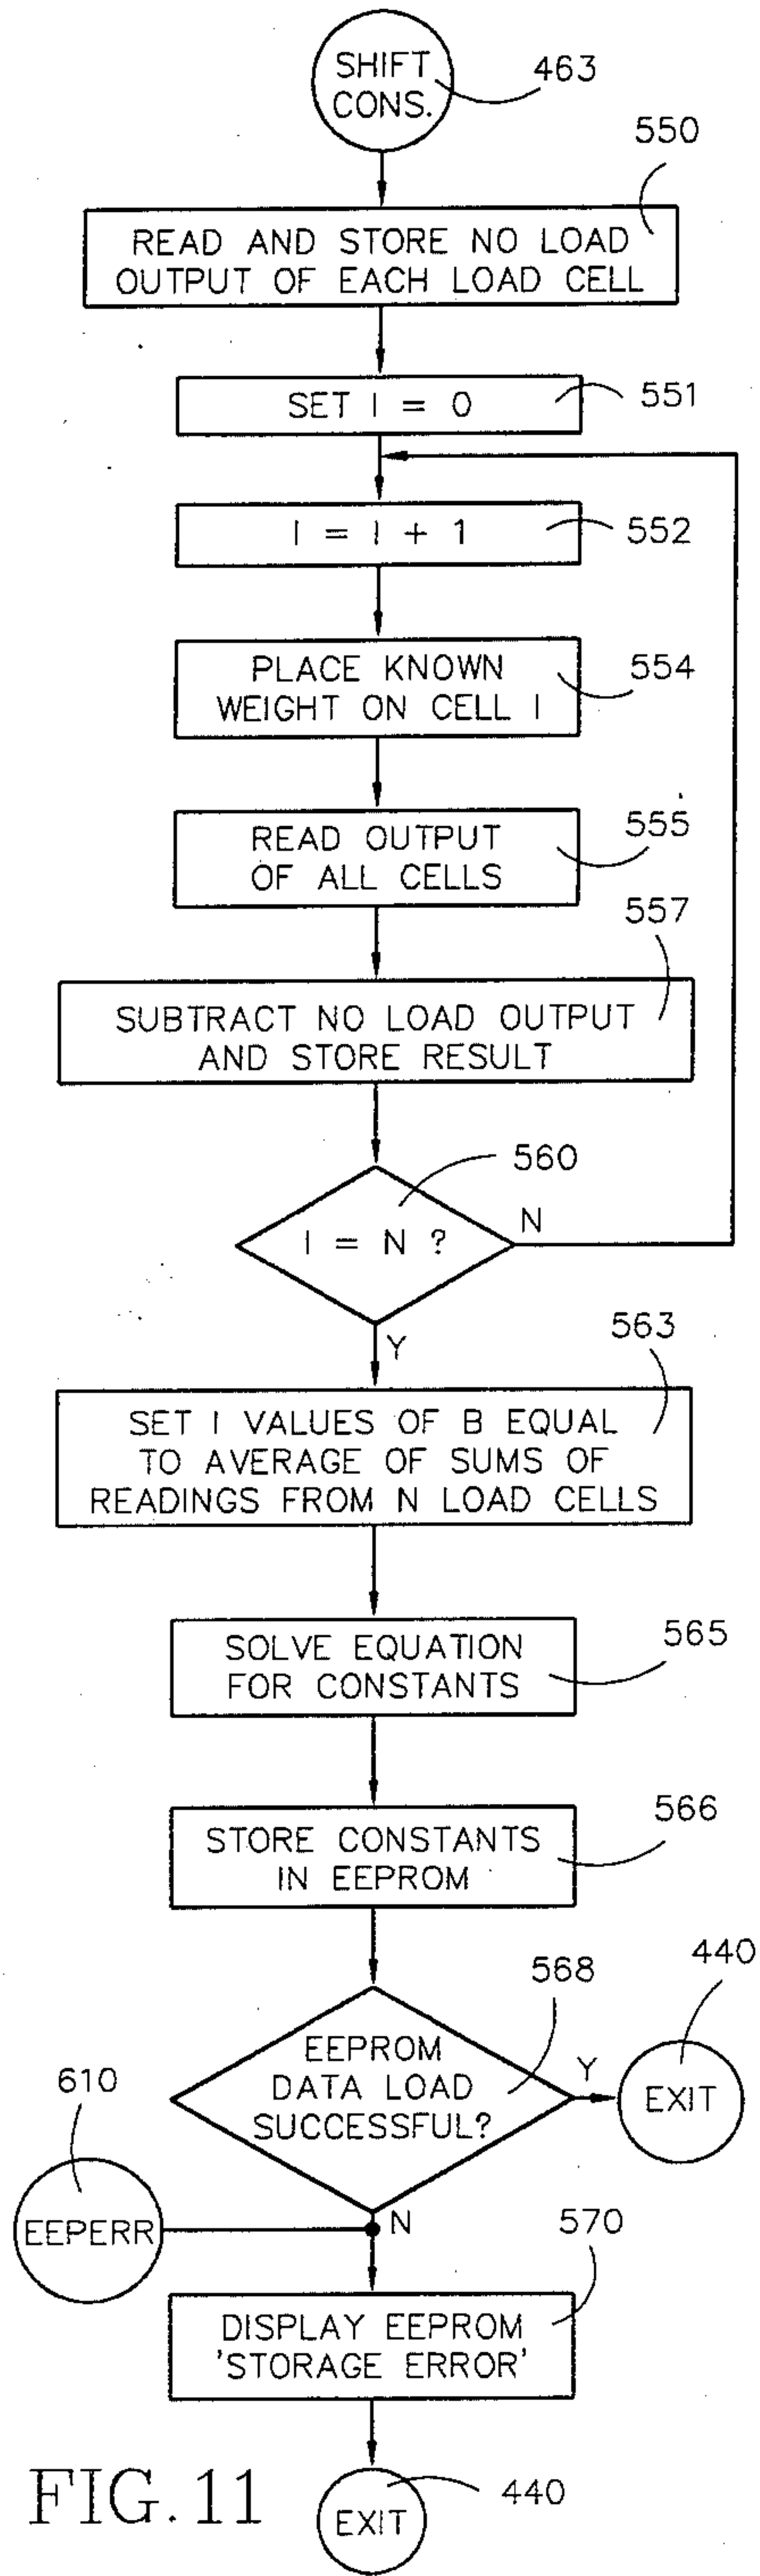 SHIFT
CONS.
463
550
READ AND STORE NO LOAD
OUTPUT OF EACH LOAD CELL
SET I = 0
551
I = I + 1
552
PLACE KNOWN
WEIGHT ON CELL I
554
READ OUTPUT
OF ALL CELLS
555
557
SUBTRACT NO LOAD OUTPUT
AND STORE RESULT
560
I = N ?
N
Y
563
SET I VALUES OF B EQUAL
TO AVERAGE OF SUMS OF
READINGS FROM N LOAD CELLS
SOLVE EQUATION
FOR CONSTANTS
565
STORE CONSTANTS
IN EEPROM
566
568
440
EEPROM
DATA LOAD
SUCCESSFUL?
Y
EXIT
610
EEPERR
N
570
DISPLAY EEPROM
'STORAGE ERROR'
FIG. 11
EXIT
440